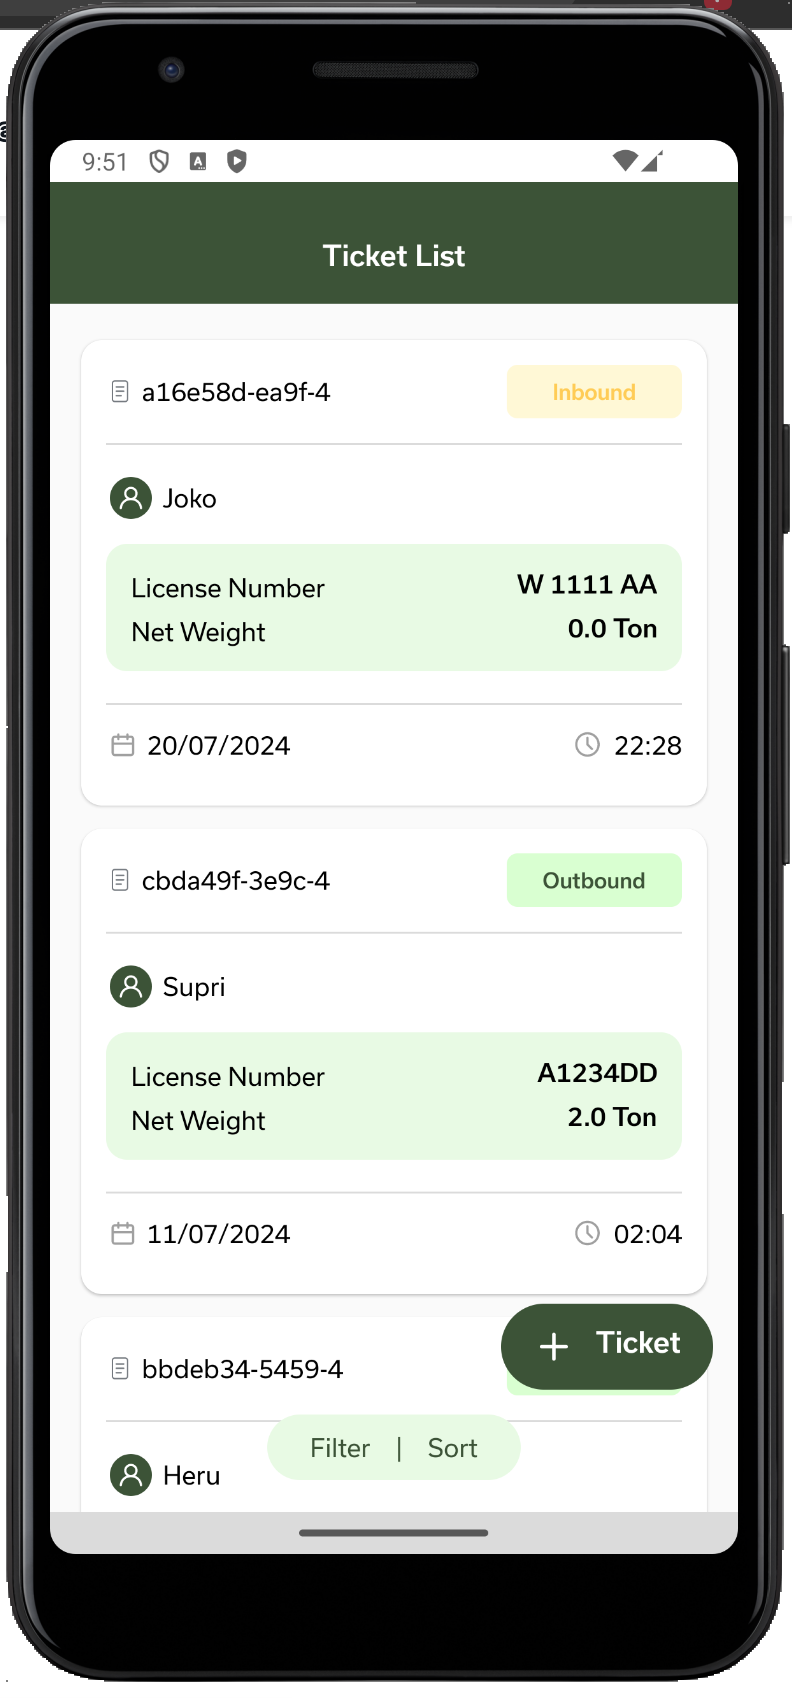 9:51
Ticket List
a16e58d-ea9f-4 Inbound
Joko
License Number W 1111 AA
Net Weight 0.0 Ton
20/07/2024 22:28
cbda49f-3e9c-4 Outbound
Supri
License Number A1234DD
Net Weight 2.0 Ton
11/07/2024 02:04
bbdeb34-5459-4
+ Ticket
Filter | Sort
Heru